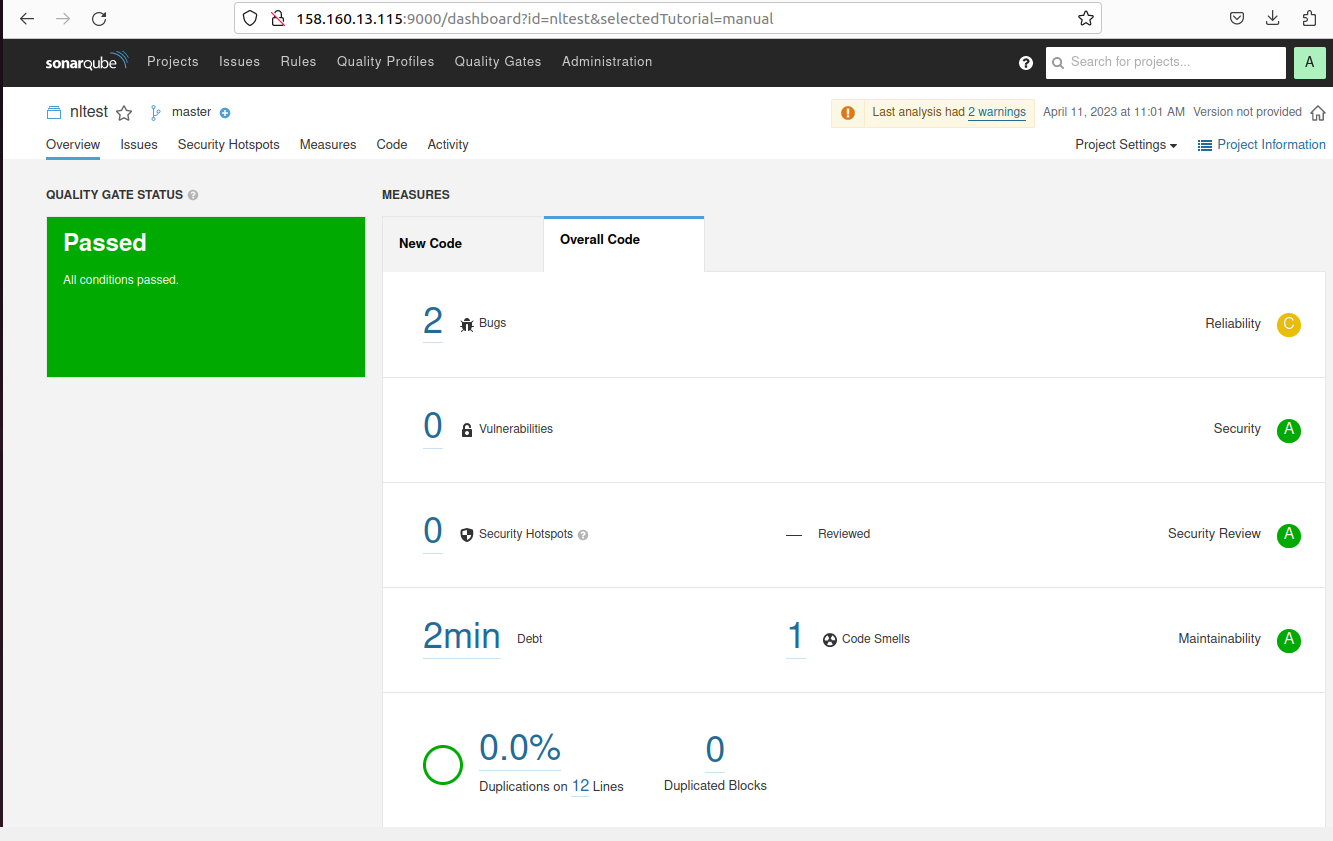 158.160.13.115:9000/dashboard?id=nltest&selectedTutorial=manual
sonarqube Projects Issues Rules Quality Profiles Quality Gates Administration ? Search for projects... A
nltest master Last analysis had 2 warnings April 11, 2023 at 11:01 AM Version not provided
Overview Issues Security Hotspots Measures Code Activity Project Settings Project Information
QUALITY GATE STATUS ? MEASURES
Passed
All conditions passed.
New Code Overall Code
2 Bugs Reliability C
0 Vulnerabilities Security A
0 Security Hotspots ? — Reviewed Security Review A
2min Debt 1 Code Smells Maintainability A
0.0% 0
Duplications on 12 Lines Duplicated Blocks